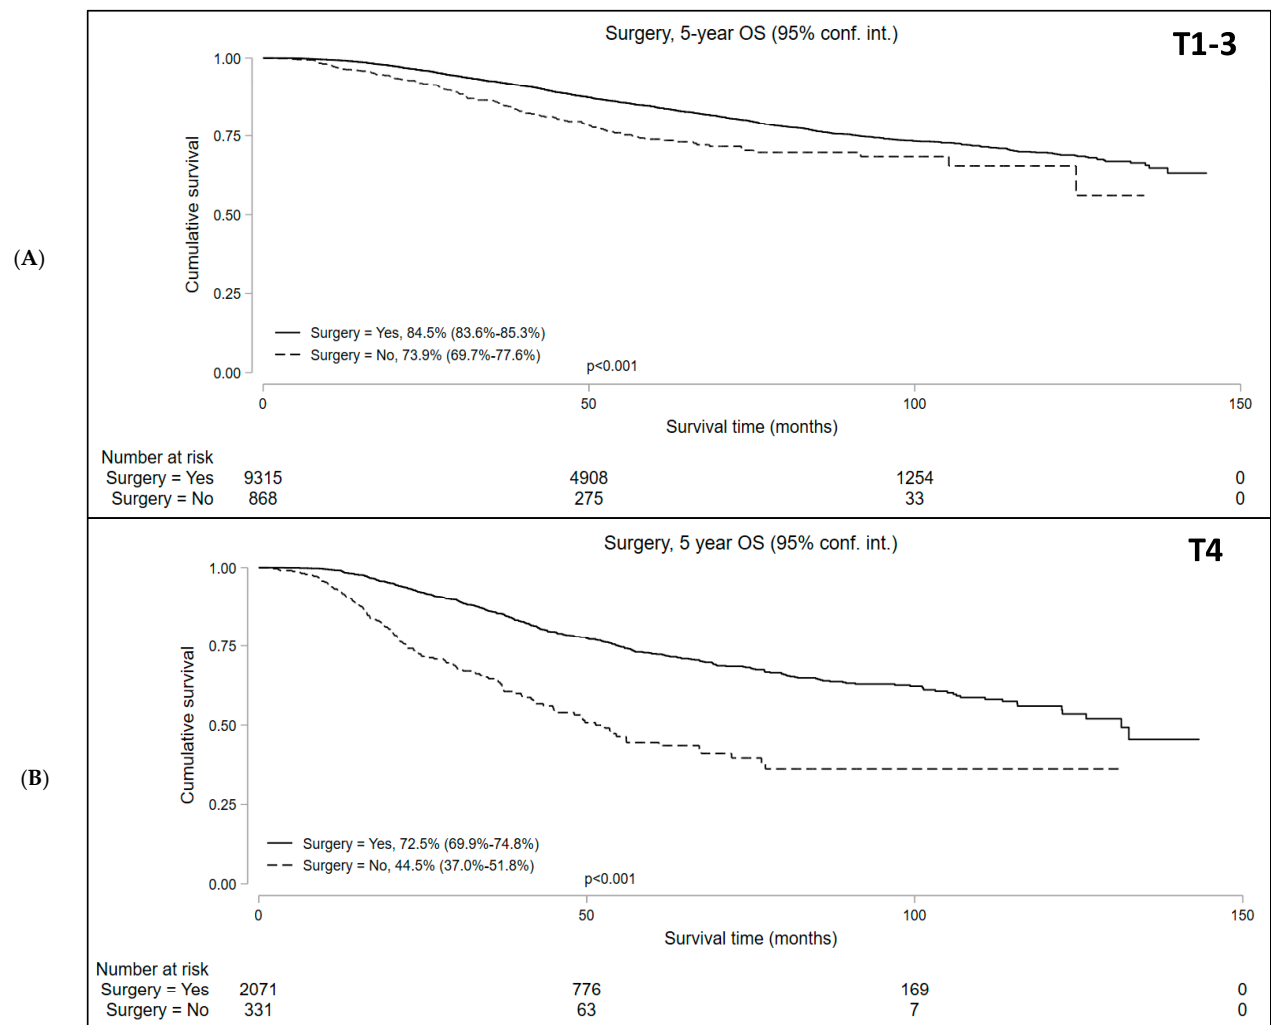 Surgery, 5-year OS (95% conf. int.)
T1-3
(A)
Cumulative survival
1.00
0.75
0.50
0.25
0.00
Surgery = Yes, 84.5% (83.6%-85.3%)
Surgery = No, 73.9% (69.7%-77.6%)
p<0.001
0 50 100 150
Survival time (months)
Number at risk
Surgery = Yes 9315 4908 1254 0
Surgery = No 868 275 33 0
Surgery, 5 year OS (95% conf. int.)
T4
(B)
Cumulative survival
1.00
0.75
0.50
0.25
0.00
Surgery = Yes, 72.5% (69.9%-74.8%)
Surgery = No, 44.5% (37.0%-51.8%)
p<0.001
0 50 100 150
Survival time (months)
Number at risk
Surgery = Yes 2071 776 169 0
Surgery = No 331 63 7 0